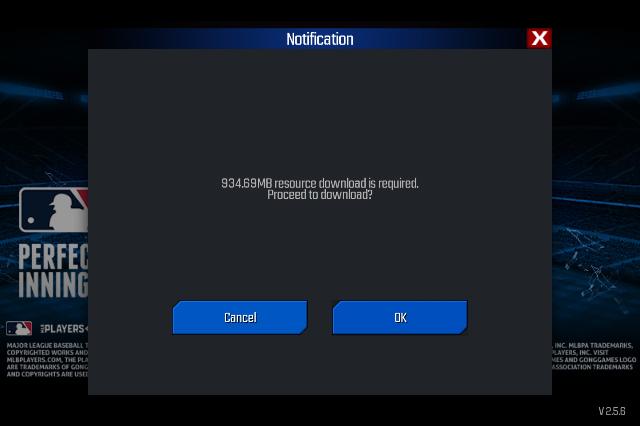 Notification
X
934.69MB resource download is required.
Proceed to download?
PERFEC
INNING
Cancel
OK
PLAYERS
MAJOR LEAGUE BASEBALL T
COPYRIGHTED WORKS AND
MLBPLAYERS.COM, THE PLA
ARE TRADEMARKS OF GONG
AND COPYRIGHTS ARE USED
, INC. MLBPA TRADEMARKS,
PLAYERS, INC. VISIT
MES AND GONGGAMES LOGO
ASSOCIATION TRADEMARKS
V 2.5.6